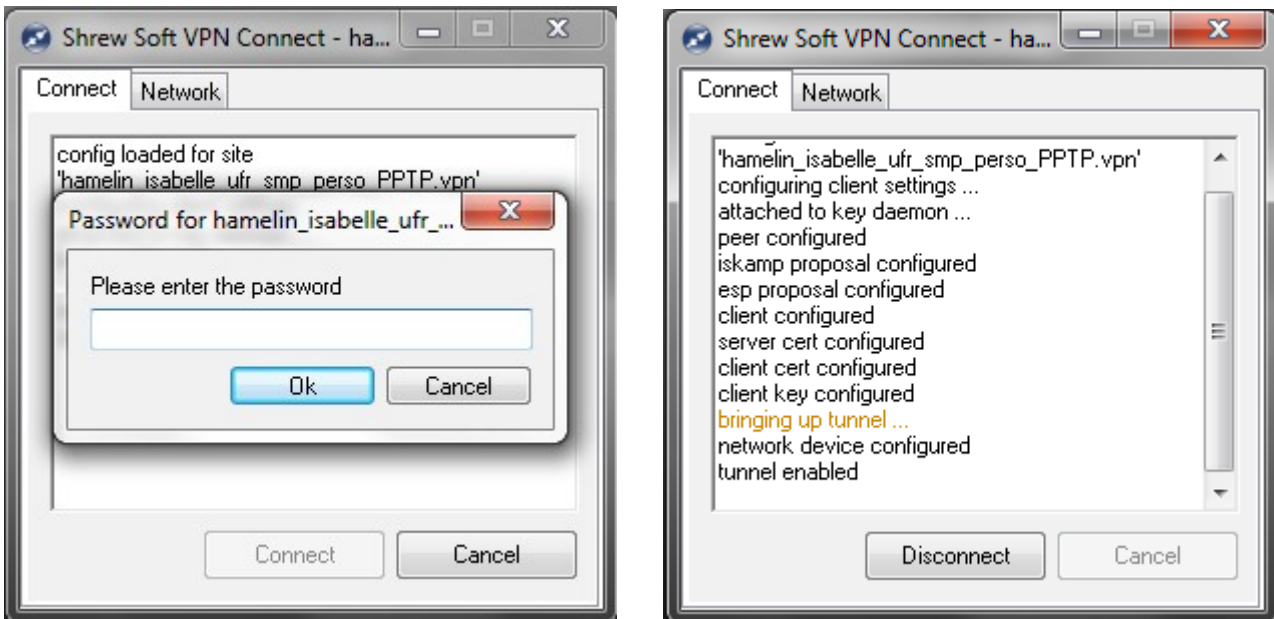 Shrew Soft VPN Connect - ha...
Connect
Network
config loaded for site
'hamelin_isabelle_ufr_smp_perso_PPTP.vpn'
Password for hamelin_isabelle_ufr_...
Please enter the password
Ok
Cancel
Connect
Cancel
Shrew Soft VPN Connect - ha...
Connect
Network
'hamelin_isabelle_ufr_smp_perso_PPTP.vpn'
configuring client settings ...
attached to key daemon ...
peer configured
iskamp proposal configured
esp proposal configured
client configured
server cert configured
client cert configured
client key configured
bringing up tunnel ...
network device configured
tunnel enabled
Disconnect
Cancel